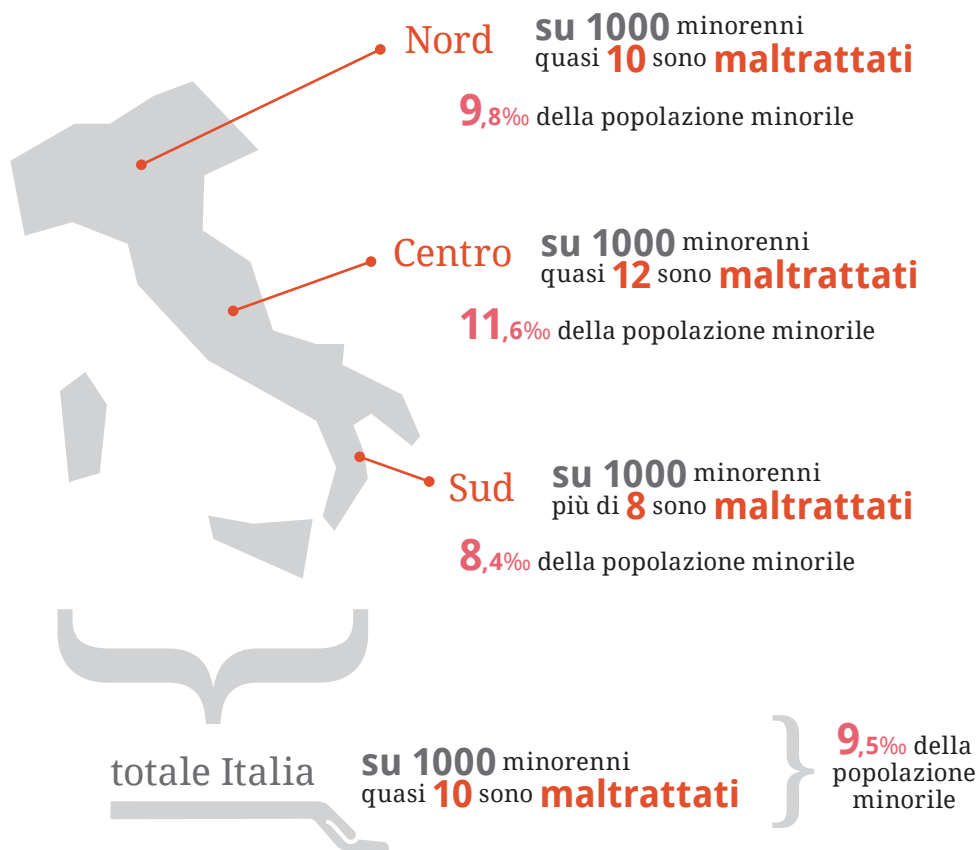 Nord
su 1000 minorenni
quasi 10 sono maltrattati
9,8‰ della popolazione minorile
Centro
su 1000 minorenni
quasi 12 sono maltrattati
11,6‰ della popolazione minorile
Sud
su 1000 minorenni
più di 8 sono maltrattati
8,4‰ della popolazione minorile
totale Italia
su 1000 minorenni
quasi 10 sono maltrattati
9,5‰ della
popolazione
minorile